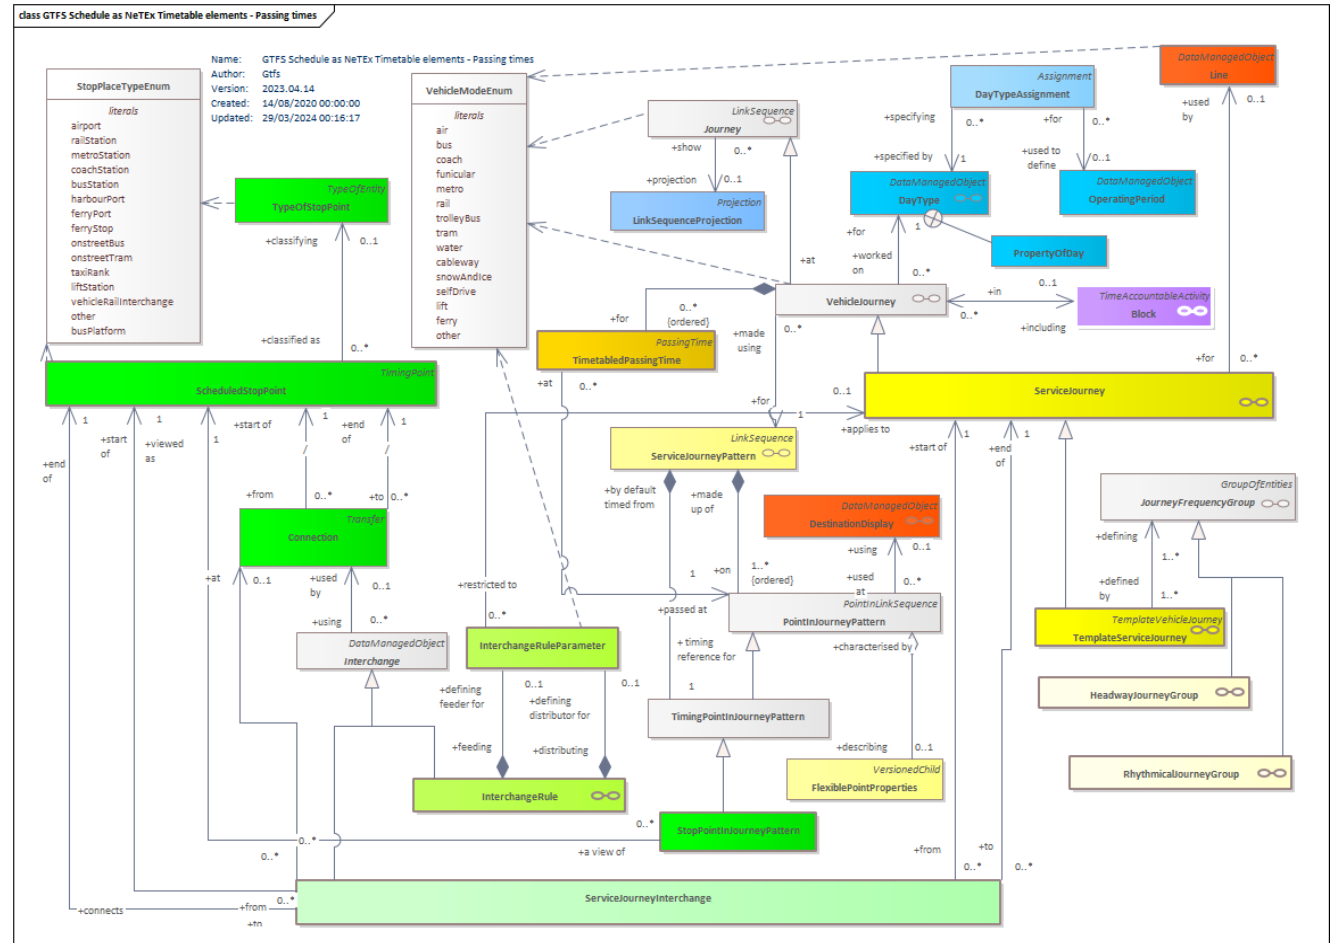 class GTFS Schedule as NeTEx Timetable elements - Passing times
Name: GTFS Schedule as NeTEx Timetable elements - Passing times
Author: Gtfs
Version: 2023.04.14
Created: 14/08/2020 00:00:00
Updated: 29/03/2024 00:16:17
StopPlaceTypeEnum
literals
airport
railStation
metroStation
coachStation
busStation
harbourPort
ferryPort
ferryStop
onstreetBus
onstreetTram
taxiRank
liftStation
vehicleRailInterchange
other
busPlatform
VehicleModeEnum
literals
air
bus
coach
funicular
metro
rail
trolleyBus
tram
water
cableway
snowAndIce
selfDrive
lift
ferry
other
LinkSequence
Journey
+show
0..*
+projection
0..1
Projection
LinkSequenceProjection
Assignment
DayTypeAssignment
+specifying
0..*
+for
0..*
+specified by
1
+used to
define
0..1
DataManagedObject
Line
+used
by
0..1
DataManagedObject
DayType
DataManagedObject
OperatingPeriod
PropertyOfDay
+for
1
+worked
on
0..*
TypeOfEntity
TypeOfStopPoint
+classifying
0..1
+classified as
0..*
+at
VehicleJourney
0..*
+in
0..1
0..*
+including
TimeAccountableActivity
Block
+for
0..*
{ordered}
+made
using
0..*
PassingTime
TimetabledPassingTime
+at
0..*
TimingPoint
ScheduledStopPoint
+for
0..*
ServiceJourney
0..1
+applies to
+for
1
LinkSequence
ServiceJourneyPattern
1
+end
of
+start
of
1
+viewed
as
1
+start of
1
+end
of
1
+from
0..*
+to
0..*
Transfer
Connection
+by default
timed from
+made
up of
DataManagedObject
DestinationDisplay
+using
0..1
+used
at
0..*
+start of
1
+end
of
1
GroupOfEntities
JourneyFrequencyGroup
+defining
1..*
+defined
by
1..*
+at
0..1
+used
by
0..1
+using
0..*
+restricted to
0..*
1
+on
1..*
{ordered}
+passed at
PointInLinkSequence
PointInJourneyPattern
TemplateVehicleJourney
TemplateServiceJourney
DataManagedObject
Interchange
InterchangeRuleParameter
+ timing
reference for
+characterised by
+defining
feeder for
0..1
+defining
distributor for
0..1
1
TimingPointInJourneyPattern
HeadwayJourneyGroup
+feeding
+distributing
+describing
0..1
VersionedChild
FlexiblePointProperties
RhythmicalJourneyGroup
InterchangeRule
0..*
StopPointInJourneyPattern
0..*
+a view of
0..*
+from
0..*
+to
0..*
ServiceJourneyInterchange
0..*
+connects
+from
+to